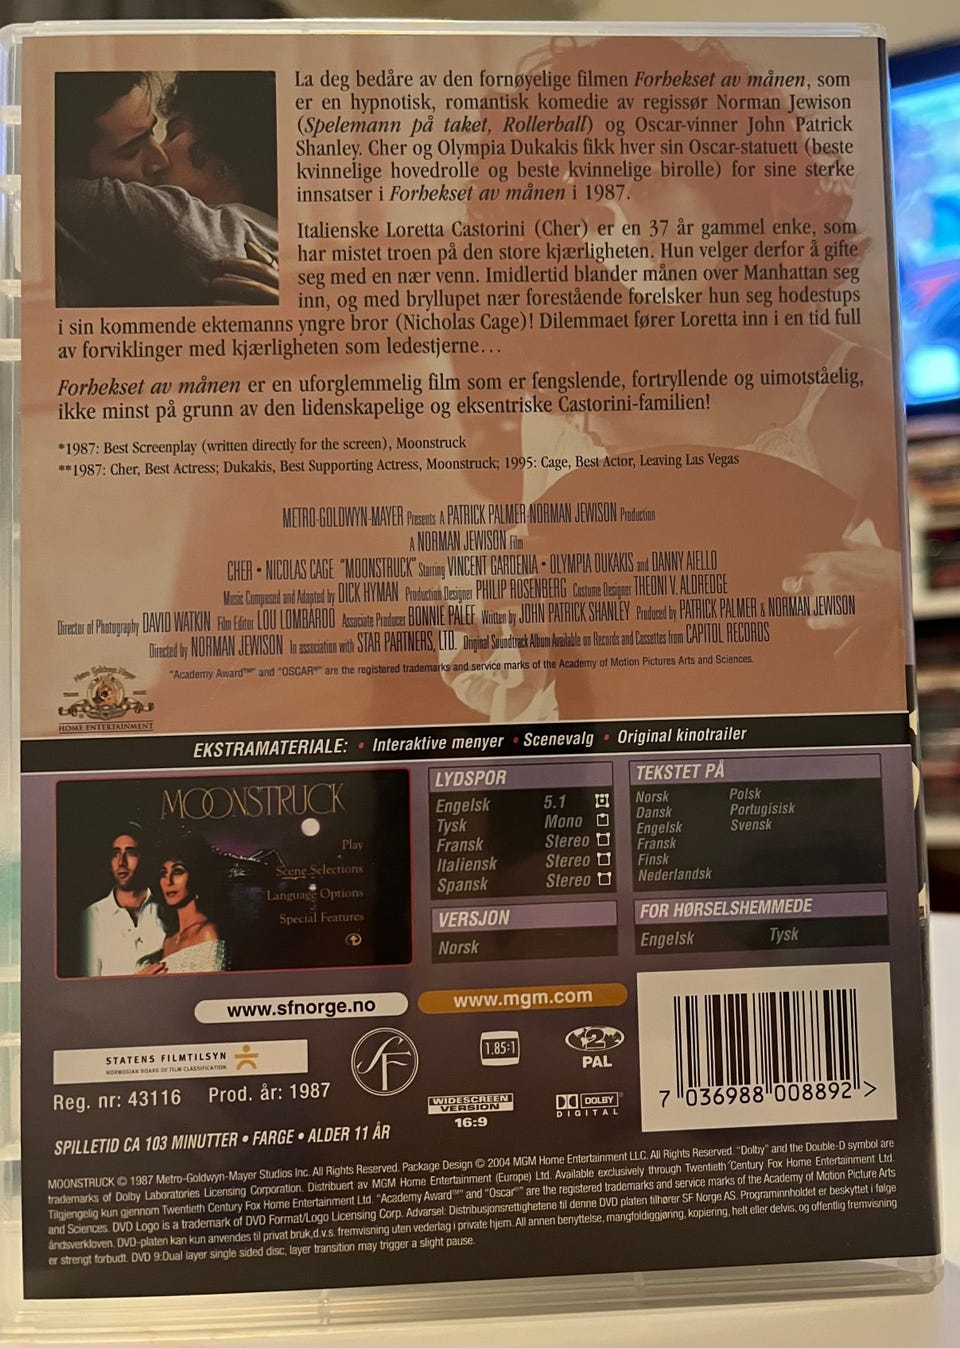 La deg bedåre av den fornøyelige filmen Forhekset av månen, som
er en hypnotisk, romantisk komedie av regissør Norman Jewison
(Spelemann på taket, Rollerball) og Oscar-vinner John Patrick
Shanley. Cher og Olympia Dukakis fikk hver sin Oscar-statuett (beste
kvinnelige hovedrolle og beste kvinnelige birolle) for sine sterke
innsatser i Forhekset av månen i 1987.
Italienske Loretta Castorini (Cher) er en 37 år gammel enke, som
har mistet troen på den store kjærligheten. Hun velger derfor å gifte
seg med en nær venn. Imidlertid blander månen over Manhattan seg
inn, og med bryllupet nær forestående forelsker hun seg hodestups
i sin kommende ektemanns yngre bror (Nicholas Cage)! Dilemmaet fører Loretta inn i en tid full
av forviklinger med kjærligheten som ledestjerne...
Forhekset av månen er en uforglemmelig film som er fengslende, fortryllende og uimotståelig,
ikke minst på grunn av den lidenskapelige og eksentriske Castorini-familien!
*1987: Best Screenplay (written directly for the screen), Moonstruck
**1987: Cher, Best Actress; Dukakis, Best Supporting Actress, Moonstruck; 1995: Cage, Best Actor, Leaving Las Vegas
METRO-GOLDWYN-MAYER Presents A PATRICK PALMER-NORMAN JEWISON Production
A NORMAN JEWISON Film
CHER • NICOLAS CAGE "MOONSTRUCK" Starring VINCENT GARDENIA • OLYMPIA DUKAKIS and DANNY AIELLO
Music Composed and Adapted by DICK HYMAN Production Designer PHILIP ROSENBERG Costume Designer THEONI V. ALDREDGE
Director of Photography DAVID WATKIN Film Editor LOU LOMBARDO Associate Producer BONNIE PALEF Written by JOHN PATRICK SHANLEY Produced by PATRICK PALMER & NORMAN JEWISON
Directed by NORMAN JEWISON In association with STAR PARTNERS, LTD. Original Soundtrack Album Available on Records and Cassettes from CAPITOL RECORDS
"Academy Award™" and "OSCAR®" are the registered trademarks and service marks of the Academy of Motion Pictures Arts and Sciences.
Metro Goldwyn Mayer
HOME ENTERTAINMENT
EKSTRAMATERIALE: • Interaktive menyer • Scenevalg • Original kinotrailer
MOONSTRUCK
Play
Scene Selections
Language Options
Special Features
LYDSPOR
Engelsk 5.1
Tysk Mono
Fransk Stereo
Italiensk Stereo
Spansk Stereo
VERSJON
Norsk
TEKSTET PÅ
Norsk Polsk
Dansk Portugisisk
Engelsk Svensk
Fransk
Finsk
Nederlandsk
FOR HØRSELSHEMMEDE
Engelsk Tysk
www.sfnorge.no
www.mgm.com
STATENS FILMTILSYN
NORWEGIAN BOARD OF FILM CLASSIFICATION
Reg. nr: 43116 Prod. år: 1987
SF
1.85:1
2
PAL
WIDESCREEN
VERSION
16:9
DOLBY
DIGITAL
7 036988 008892 >
SPILLETID CA 103 MINUTTER • FARGE • ALDER 11 ÅR
MOONSTRUCK © 1987 Metro-Goldwyn-Mayer Studios Inc. All Rights Reserved. Package Design © 2004 MGM Home Entertainment LLC. All Rights Reserved. "Dolby" and the Double-D symbol are
trademarks of Dolby Laboratories Licensing Corporation. Distribuert av MGM Home Entertainment (Europe) Ltd. Available exclusively through Twentieth Century Fox Home Entertainment Ltd.
Tilgjengelig kun gjennom Twentieth Century Fox Home Entertainment Ltd. "Academy Award™" and "Oscar®" are the registered trademarks and service marks of the Academy of Motion Picture Arts
and Sciences. DVD Logo is a trademark of DVD Format/Logo Licensing Corp. Advarsel: Distribusjonsrettighetene til denne DVD platen tilhører SF Norge AS. Programinnholdet er beskyttet i følge
åndsverkloven. DVD-platen kan kun anvendes til privat bruk,d.v.s. fremvisning uten vederlag i private hjem. All annen benyttelse, mangfoldiggjøring, kopiering, helt eller delvis, og offentlig fremvisning
er strengt forbudt. DVD 9:Dual layer single sided disc, layer transition may trigger a slight pause.